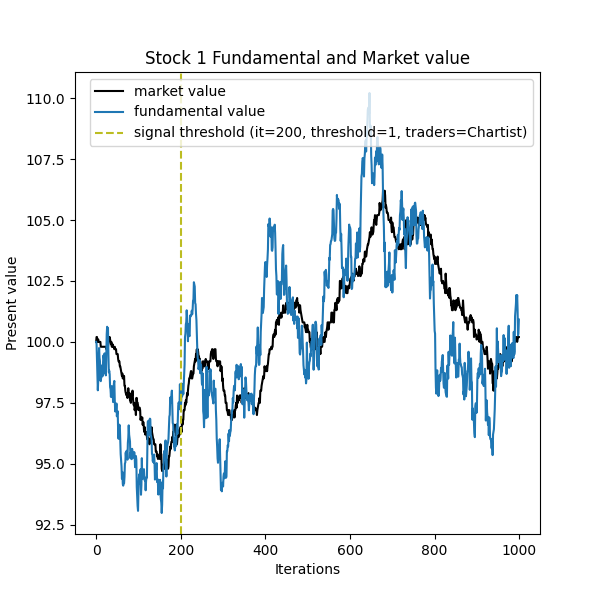 Stock 1 Fundamental and Market value
market value
fundamental value
signal threshold (it=200, threshold=1, traders=Chartist)
Present value
110.0
107.5
105.0
102.5
100.0
97.5
95.0
92.5
0 200 400 600 800 1000
Iterations